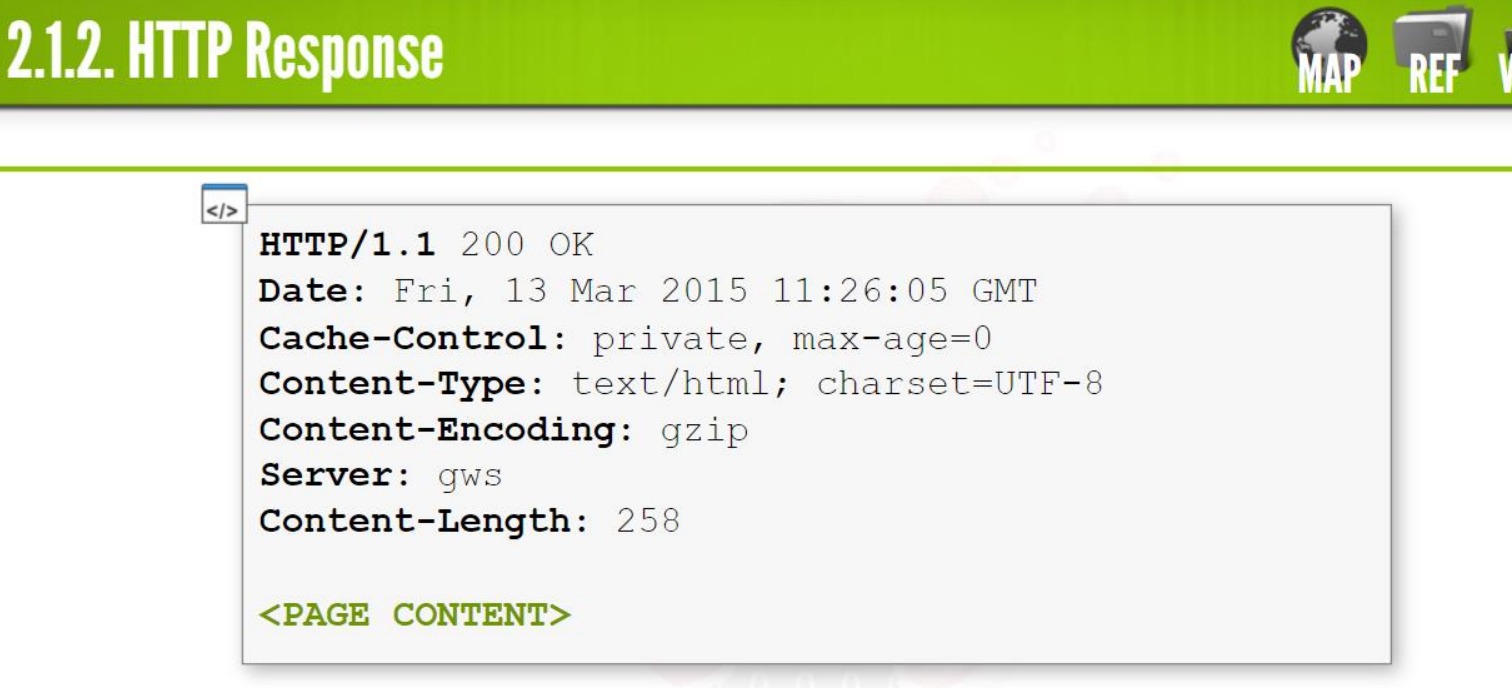 2.1.2. HTTP Response
MAP REF
</>
HTTP/1.1 200 OK
Date: Fri, 13 Mar 2015 11:26:05 GMT
Cache-Control: private, max-age=0
Content-Type: text/html; charset=UTF-8
Content-Encoding: gzip
Server: gws
Content-Length: 258
<PAGE CONTENT>